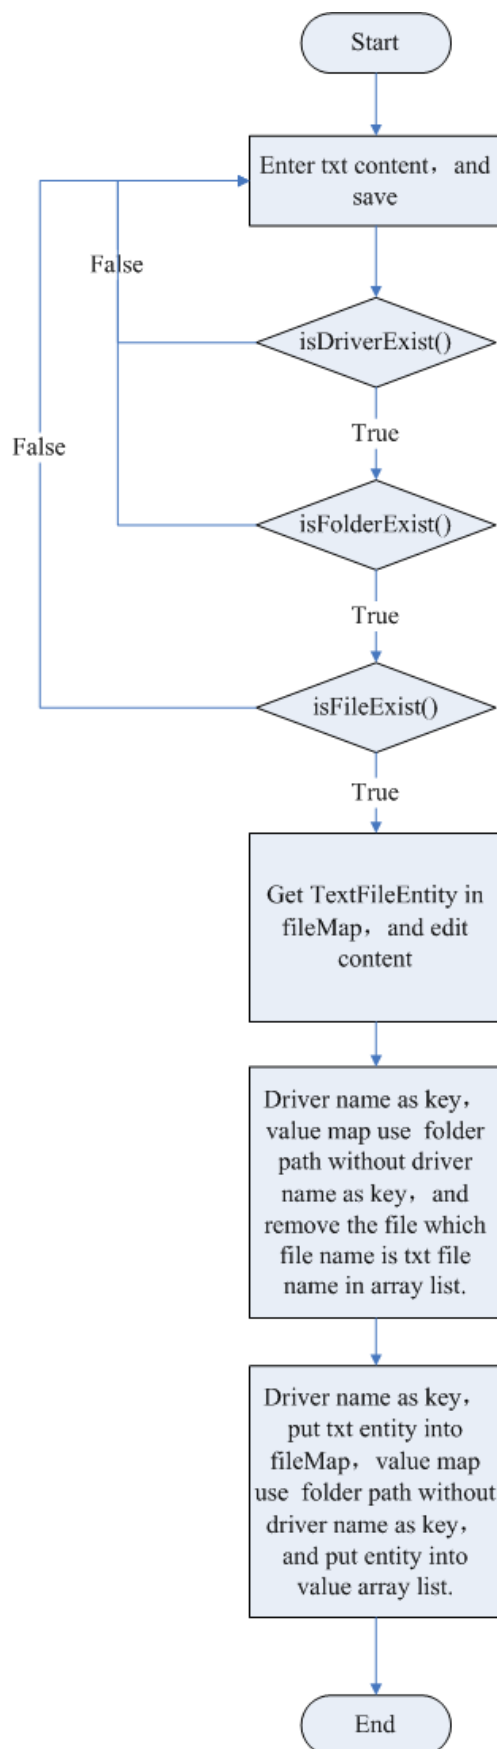 Start
Enter txt content，and
save
False
isDriverExist()
True
False
isFolderExist()
True
isFileExist()
True
Get TextFileEntity in
fileMap，and edit
content
Driver name as key，
value map use  folder
path without driver
name as key，and
remove the file which
file name is txt file
name in array list.
Driver name as key，
put txt entity into
fileMap，value map
use  folder path without
driver name as key，
and put entity into
value array list.
End